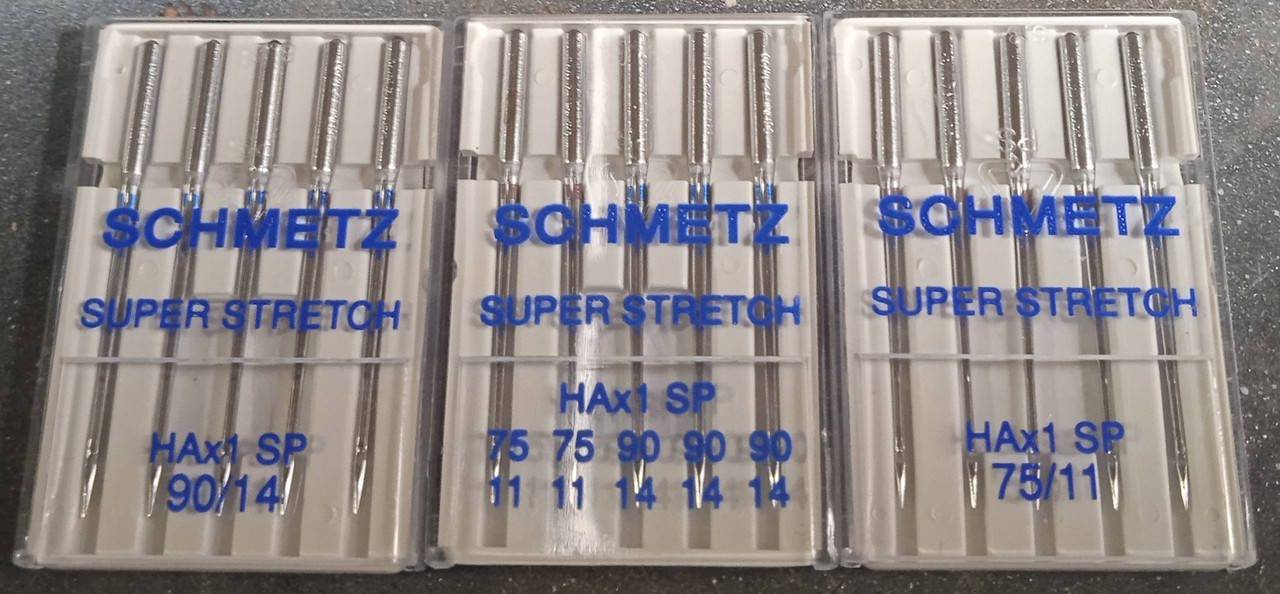 SCHMETZ
SUPER STRETCH
HAx1 SP
90/14
SCHMETZ
SUPER STRETCH
HAx1 SP
75 75 90 90 90
11 11 14 14 14
SCHMETZ
SUPER STRETCH
HAx1 SP
75/11